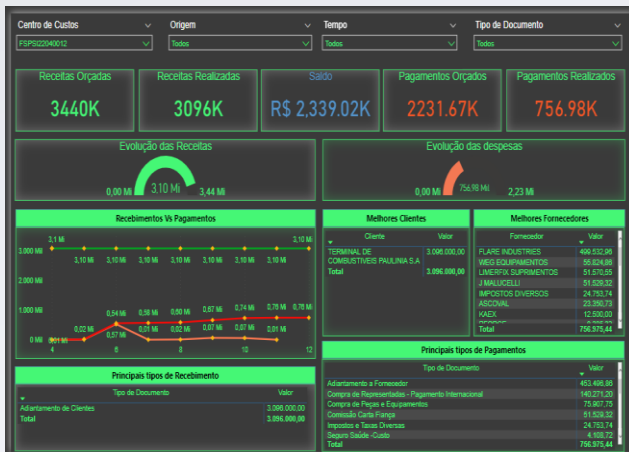 Centro de Custos
Origem
Tempo
Tipo de Documento
FSPSI22040012
Todos
Todos
Todos
Receitas Orçadas
Receitas Realizadas
Saldo
Pagamentos Orçados
Pagamentos Realizados
3440K
3096K
R$ 2,339.02K
2231.67K
756.98K
Evolução das Receitas
Evolução das despesas
0,00 Mi
3,10 Mi
3,44 Mi
0,00 Mi
756,98 Mil
2,23 Mi
Recebimentos Vs Pagamentos
3,1 Mi
3,10 Mi
3,10 Mi 3,10 Mi 3,10 Mi 3,10 Mi 3,10 Mi 3,10 Mi
3.000 Mil
2.000 Mil
1.000 Mil
0 Mil
0,01 Mi
0,02 Mi
0,54 Mi
0,58 Mi
0,60 Mi
0,67 Mi
0,74 Mi
0,76 Mi
0,76 Mi
0,57 Mi
0,01 Mi
0,02 Mi
0,07 Mi
0,07 Mi
0,01 Mi
4 6 8 10 12
Melhores Clientes
Cliente Valor
TERMINAL DE 3.096.000,00
COMBUSTIVEIS PAULINIA S.A
Total 3.096.000,00
Melhores Fornecedores
Fornecedor Valor
FLARE INDUSTRIES 499.532,96
WEG EQUIPAMENTOS 55.824,86
LIMERFIX SUPRIMENTOS 51.570,55
J MALUCELLI 51.529,32
IMPOSTOS DIVERSOS 24.753,74
ASCOVAL 23.350,73
KAEX 12.500,00
Total 756.975,44
Principais tipos de Recebimento
Tipo de Documento Valor
Adiantamento de Clientes 3.096.000,00
Total 3.096.000,00
Principais tipos de Pagamentos
Tipo de Documento Valor
Adiantamento a Fornecedor 453.496,86
Compra de Representadas - Pagamento Internacional 140.271,20
Compra de Peças e Equipamentos 75.907,75
Comissão Carta Fiança 51.529,32
Impostos e Taxas Diversas 24.753,74
Seguro Saúde -Custo 4.108,72
Total 756.975,44